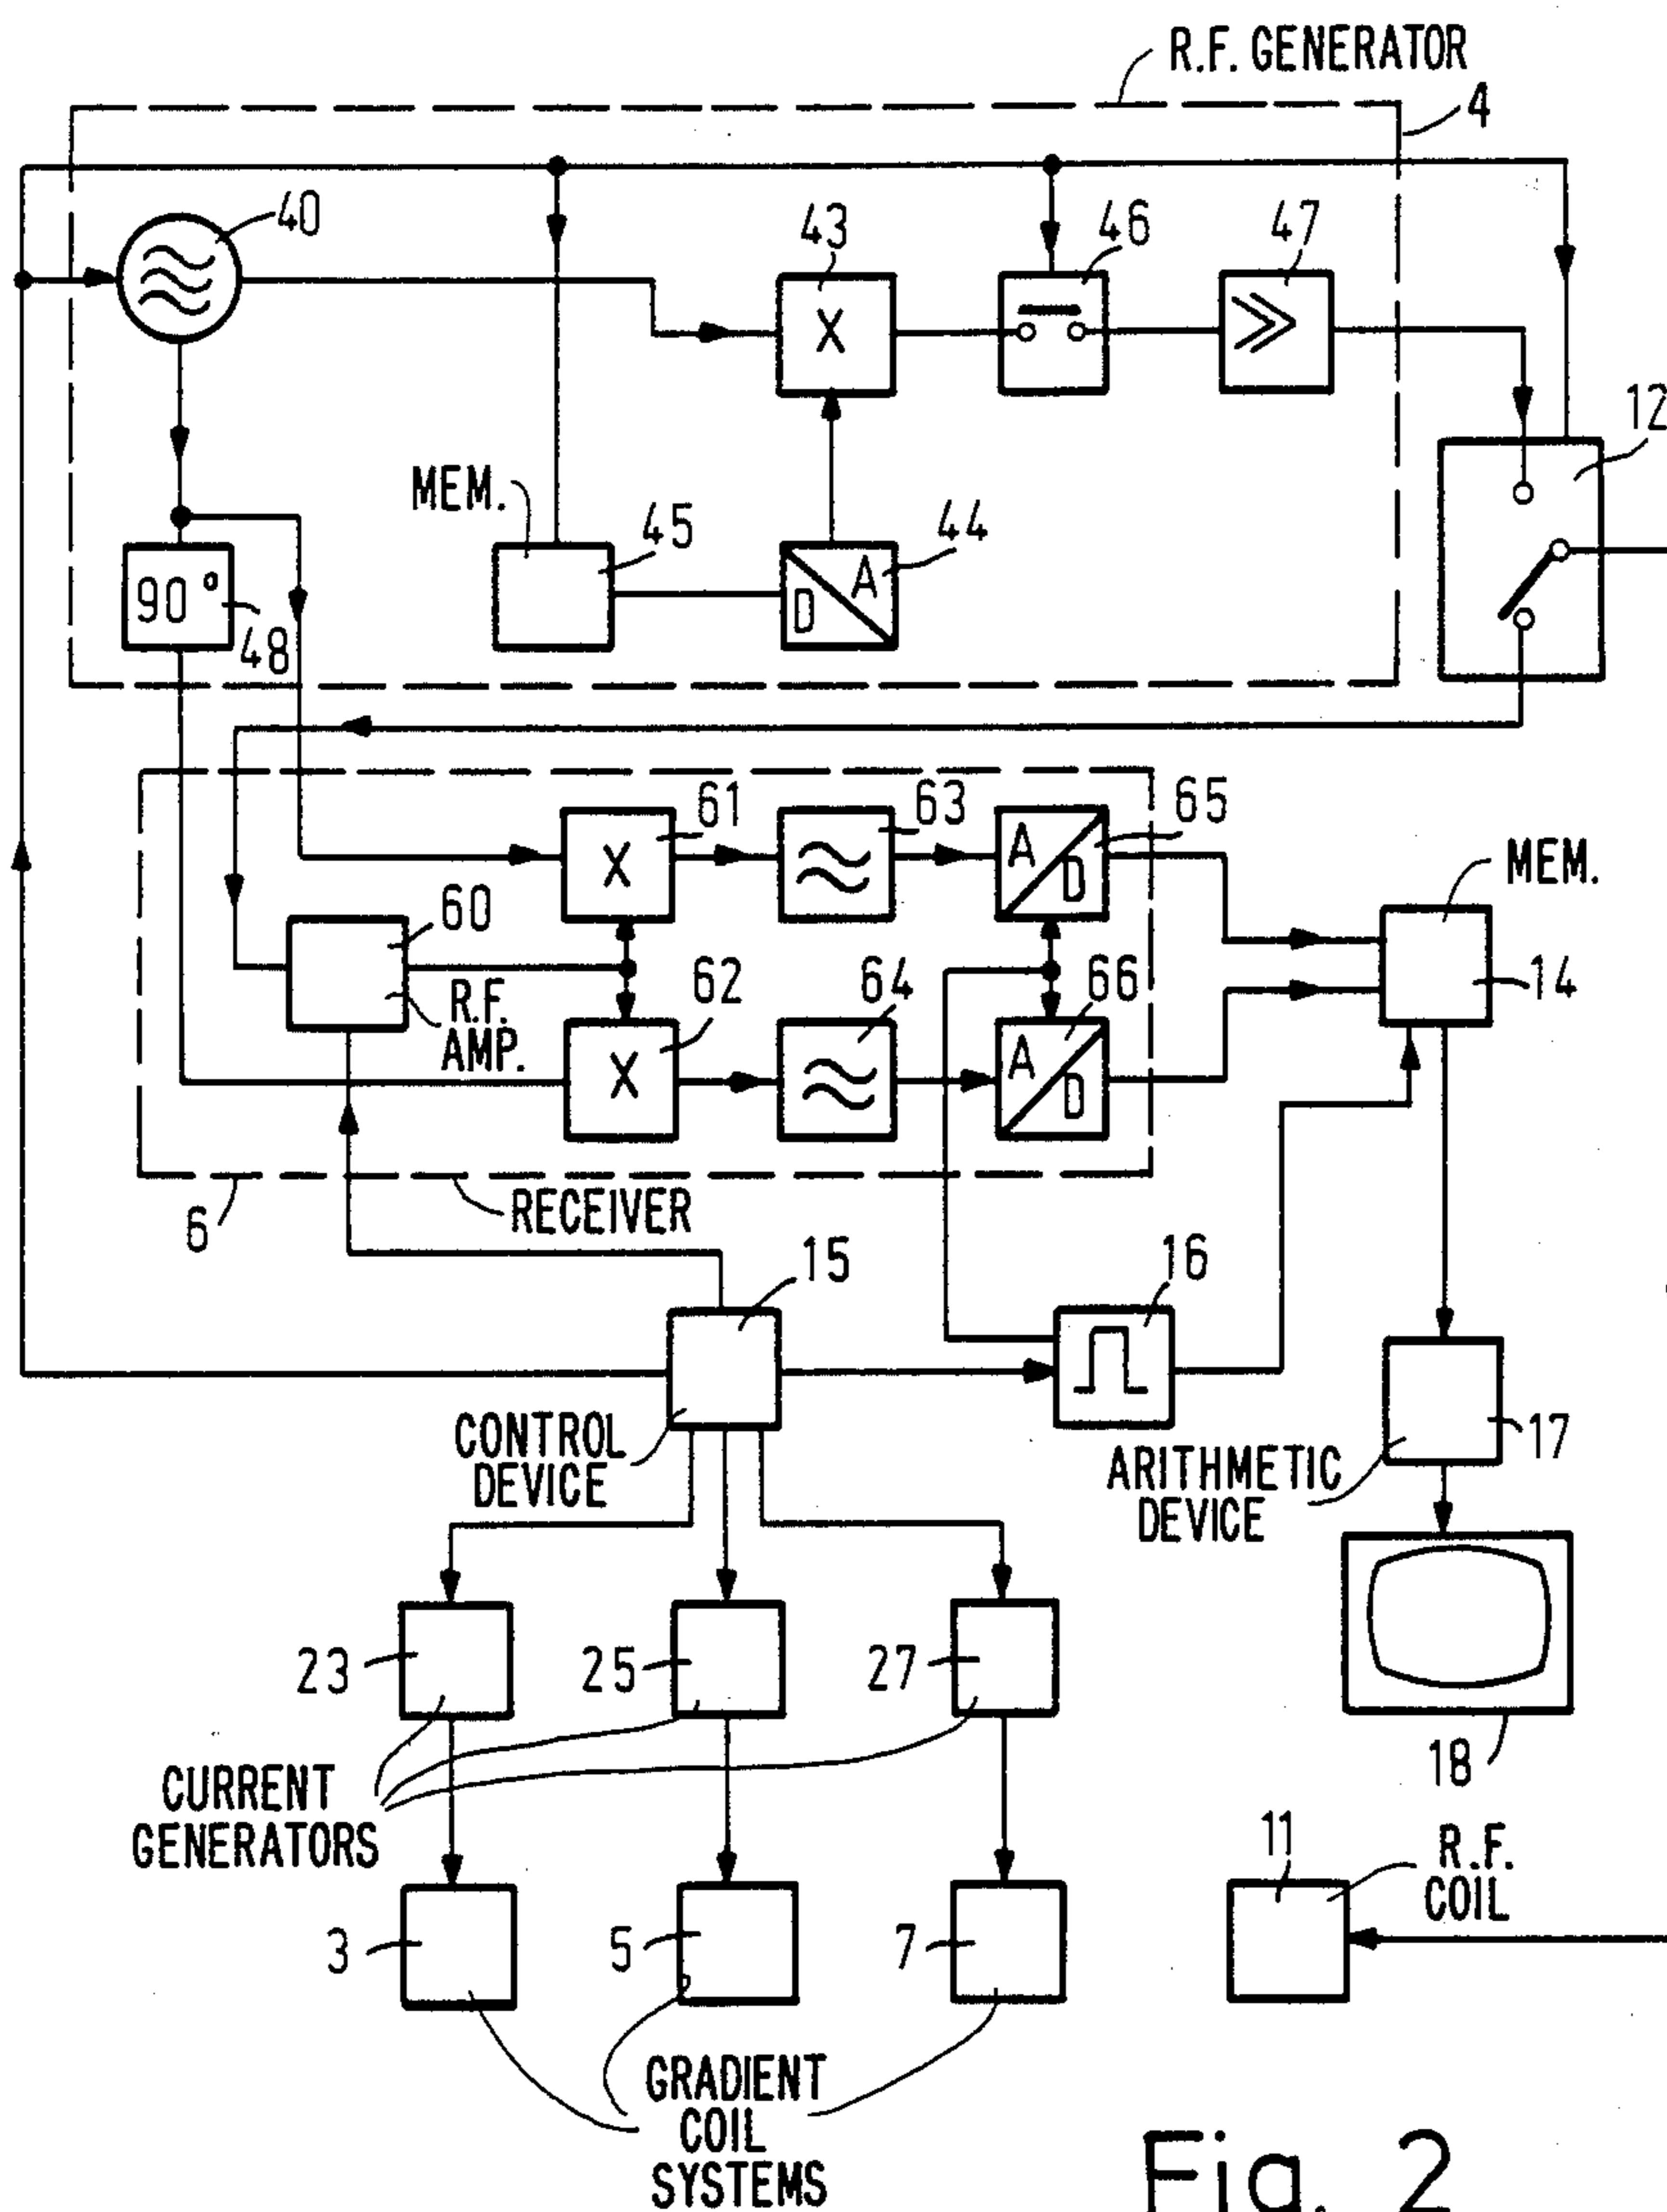 R.F. GENERATOR
4
40
43
46
47
X
12
MEM.
45
44
A
D
90°
48
61
63
65
X
A
D
MEM.
60
62
64
66
14
R.F.
AMP.
X
A
D
6
RECEIVER
15
16
CONTROL
DEVICE
17
ARITHMETIC
DEVICE
23
25
27
18
CURRENT
GENERATORS
11
R.F.
COIL
3
5
7
GRADIENT
COIL
SYSTEMS
Fig. 2